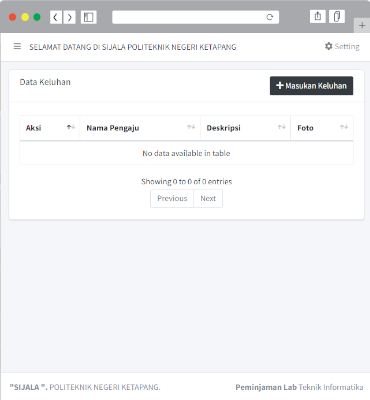 SELAMAT DATANG DI SIJALA POLITEKNIK NEGERI KETAPANG Setting
Data Keluhan
Masukan Keluhan
Aksi Nama Pengaju Deskripsi Foto
No data available in table
Showing 0 to 0 of 0 entries
Previous Next
"SIJALA ". POLITEKNIK NEGERI KETAPANG. Peminjaman Lab Teknik Informatika